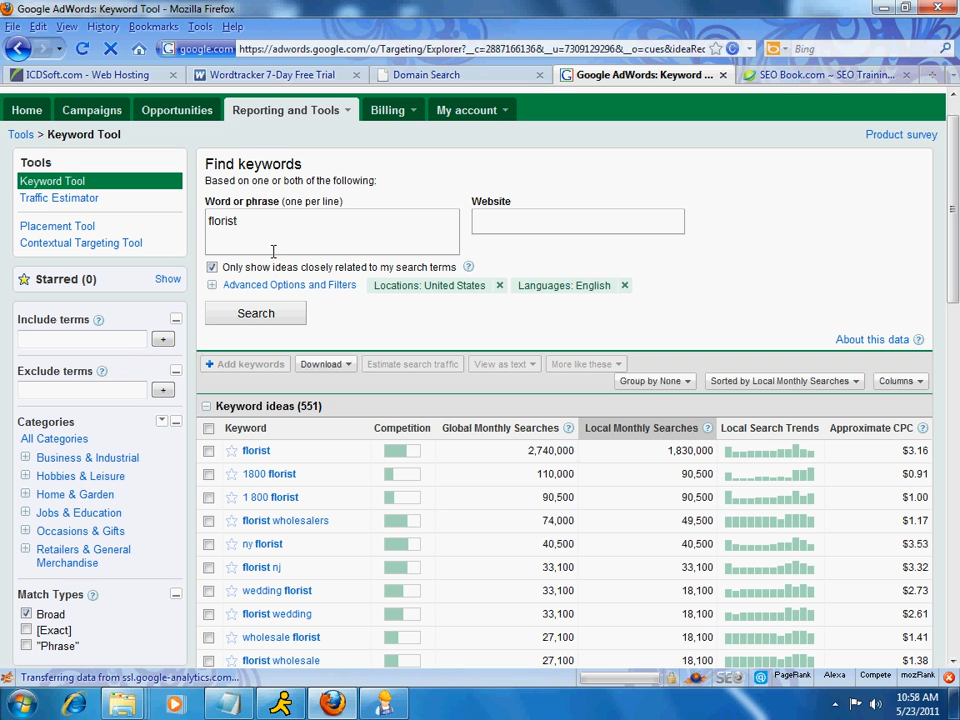 Google AdWords: Keyword Tool - Mozilla Firefox
File Edit View History Bookmarks Tools Help
google.com https://adwords.google.com/o/Targeting/Explorer?__c=2887166136&__u=7309129296&__o=cues&ideaRec Bing
ICDSoft.com - Web Hosting Wordtracker 7-Day Free Trial Domain Search Google AdWords: Keyword ... SEO Book.com ~ SEO Trainin...
Home Campaigns Opportunities Reporting and Tools Billing My account
Tools > Keyword Tool Product survey
Tools
Keyword Tool
Traffic Estimator
Placement Tool
Contextual Targeting Tool
Starred (0) Show
Include terms ?
+
Exclude terms ?
+
Categories
All Categories
Business & Industrial
Hobbies & Leisure
Home & Garden
Jobs & Education
Occasions & Gifts
Retailers & General
Merchandise
Match Types ?
Broad
[Exact]
"Phrase"
Find keywords
Based on one or both of the following:
Word or phrase (one per line) Website
florist
Only show ideas closely related to my search terms ?
Advanced Options and Filters Locations: United States × Languages: English ×
Search
About this data ?
+ Add keywords Download Estimate search traffic View as text More like these
Group by None Sorted by Local Monthly Searches Columns
Keyword ideas (551)
Keyword Competition Global Monthly Searches ? Local Monthly Searches ? Local Search Trends Approximate CPC ?
florist 2,740,000 1,830,000 $3.16
1800 florist 110,000 90,500 $0.91
1 800 florist 90,500 90,500 $1.00
florist wholesalers 74,000 49,500 $1.17
ny florist 40,500 40,500 $3.53
florist nj 33,100 33,100 $3.32
wedding florist 33,100 18,100 $2.73
florist wedding 33,100 18,100 $2.61
wholesale florist 27,100 18,100 $1.41
florist wholesale 27,100 18,100 $1.38
Transferring data from ssl.google-analytics.com... SE PageRank Alexa Compete mozRank
10:58 AM
5/23/2011